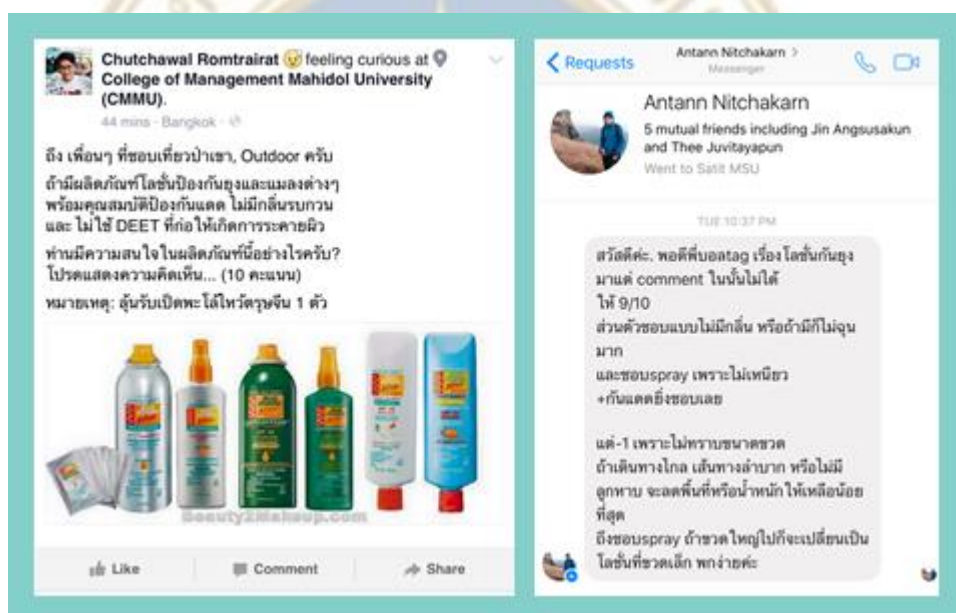 Chutchawal Romtrairat feeling curious at
College of Management Mahidol University
(CMMU).
44 mins · Bangkok ·
ถึง เพื่อนๆ ที่ชอบเที่ยวป่าเขา, Outdoor ครับ
ถ้ามีผลิตภัณฑ์โลชั่นป้องกันยุงและแมลงต่างๆ
พร้อมคุณสมบัติป้องกันแดด ไม่มีกลิ่นรบกวน
และ ไม่ใช้ DEET ที่ก่อให้เกิดการระคายผิว
ท่านมีความสนใจในผลิตภัณฑ์นี้อย่างไรครับ?
โปรดแสดงความคิดเห็น... (10 คะแนน)
หมายเหตุ: ลุ้นรับเป็ดพะโล้ไหว้ตรุษจีน 1 ตัว
Beauty2Makeup.com
Like
Comment
Share
Requests
Antann Nitchakarn >
Messenger
Antann Nitchakarn
5 mutual friends including Jin Angsusakun
and Thee Juvitayapun
Went to Satit MSU
TUE 10:37 PM
สวัสดีค่ะ. พอดีพี่บอลtag เรื่องโลชั่นกันยุง
มาแต่ comment ในนั้นไม่ได้
ให้ 9/10
ส่วนตัวชอบแบบไม่มีกลิ่น หรือถ้ามีก็ไม่ฉุน
มาก
และชอบspray เพราะไม่เหนียว
+กันแดดยิ่งชอบเลย
แต่-1 เพราะไม่ทราบขนาดขวด
ถ้าเดินทางไกล เส้นทางลำบาก หรือไม่มี
ลูกหาบ จะลดพื้นที่หรือน้ำหนักให้เหลือน้อย
ที่สุด
ถึงชอบspray ถ้าขวดใหญ่ไปก็จะเปลี่ยนเป็น
โลชั่นที่ขวดเล็ก พกง่ายค่ะ